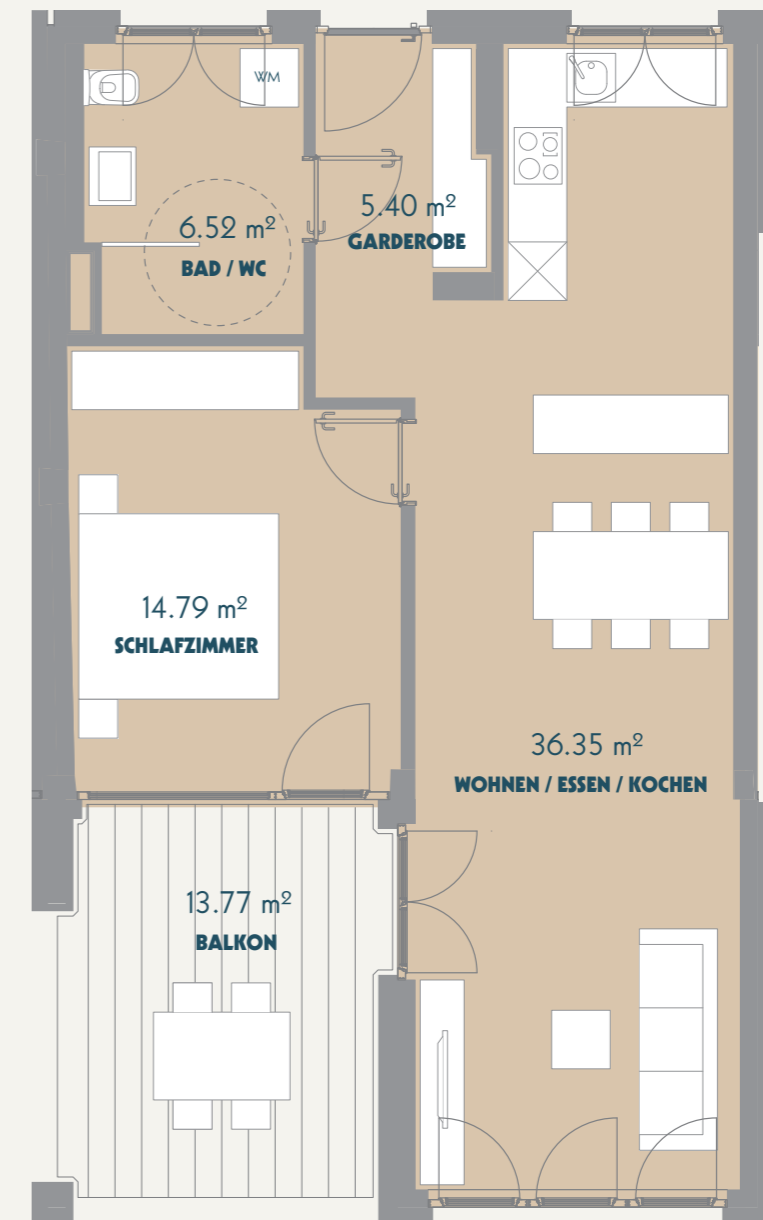 WM
5.40 m²
GARDEROBE
6.52 m²
BAD / WC
14.79 m²
SCHLAFZIMMER
36.35 m²
WOHNEN / ESSEN / KOCHEN
13.77 m²
BALKON